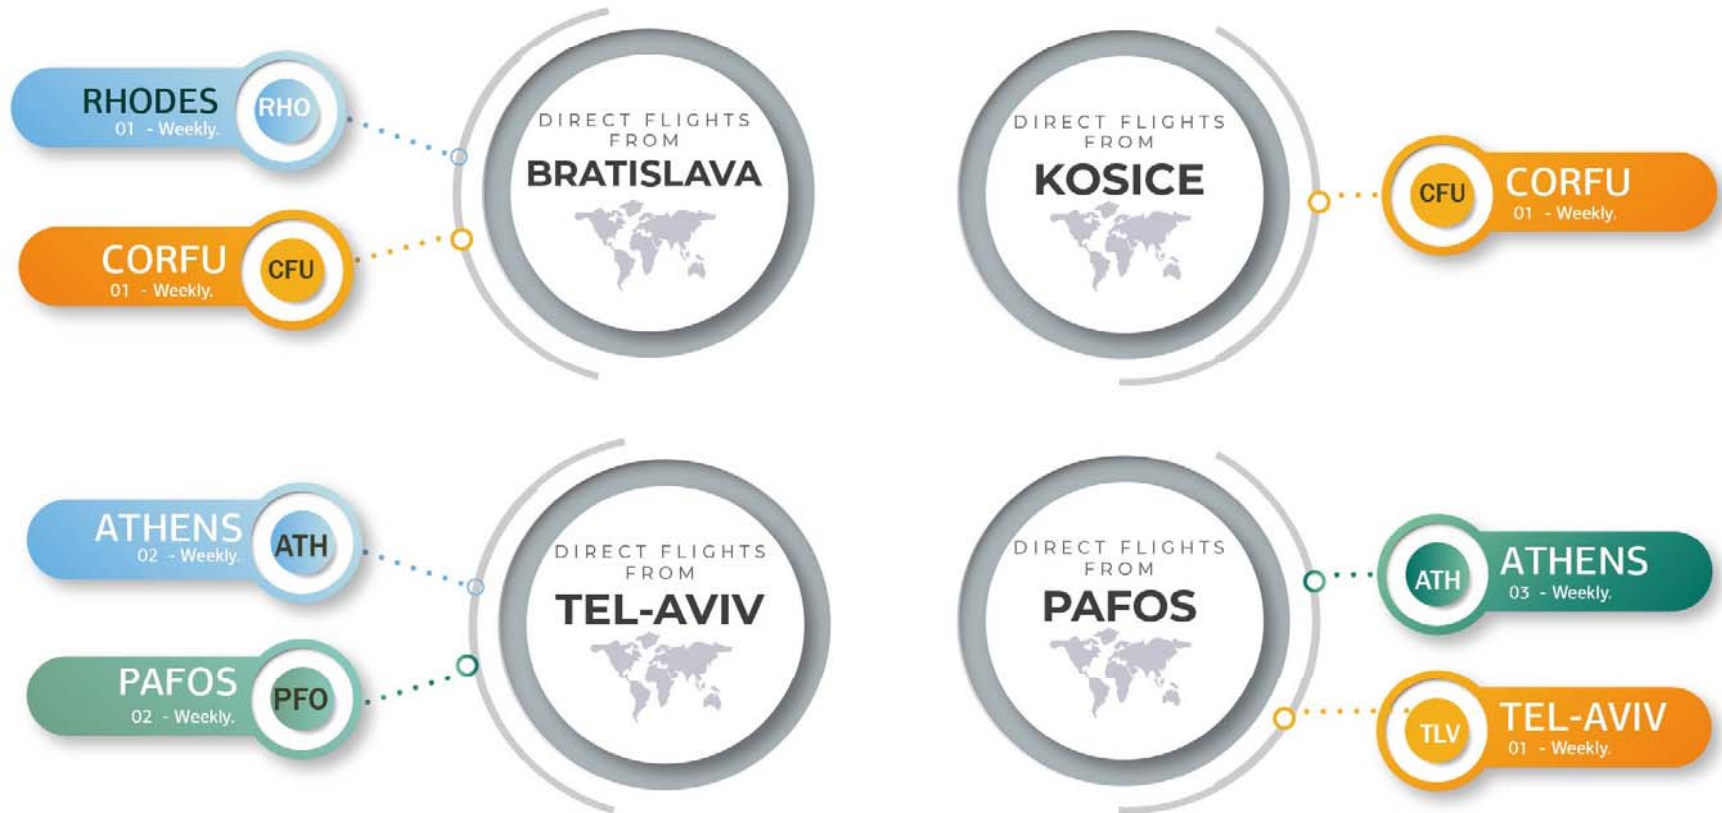 RHODES
01 - Weekly.
RHO
CORFU
01 - Weekly.
CFU
DIRECT FLIGHTS
FROM
BRATISLAVA
DIRECT FLIGHTS
FROM
KOSICE
CFU
CORFU
01 - Weekly.
ATHENS
02 - Weekly.
ATH
PAFOS
02 - Weekly.
PFO
DIRECT FLIGHTS
FROM
TEL-AVIV
DIRECT FLIGHTS
FROM
PAFOS
ATH
ATHENS
03 - Weekly.
TLV
TEL-AVIV
01 - Weekly.